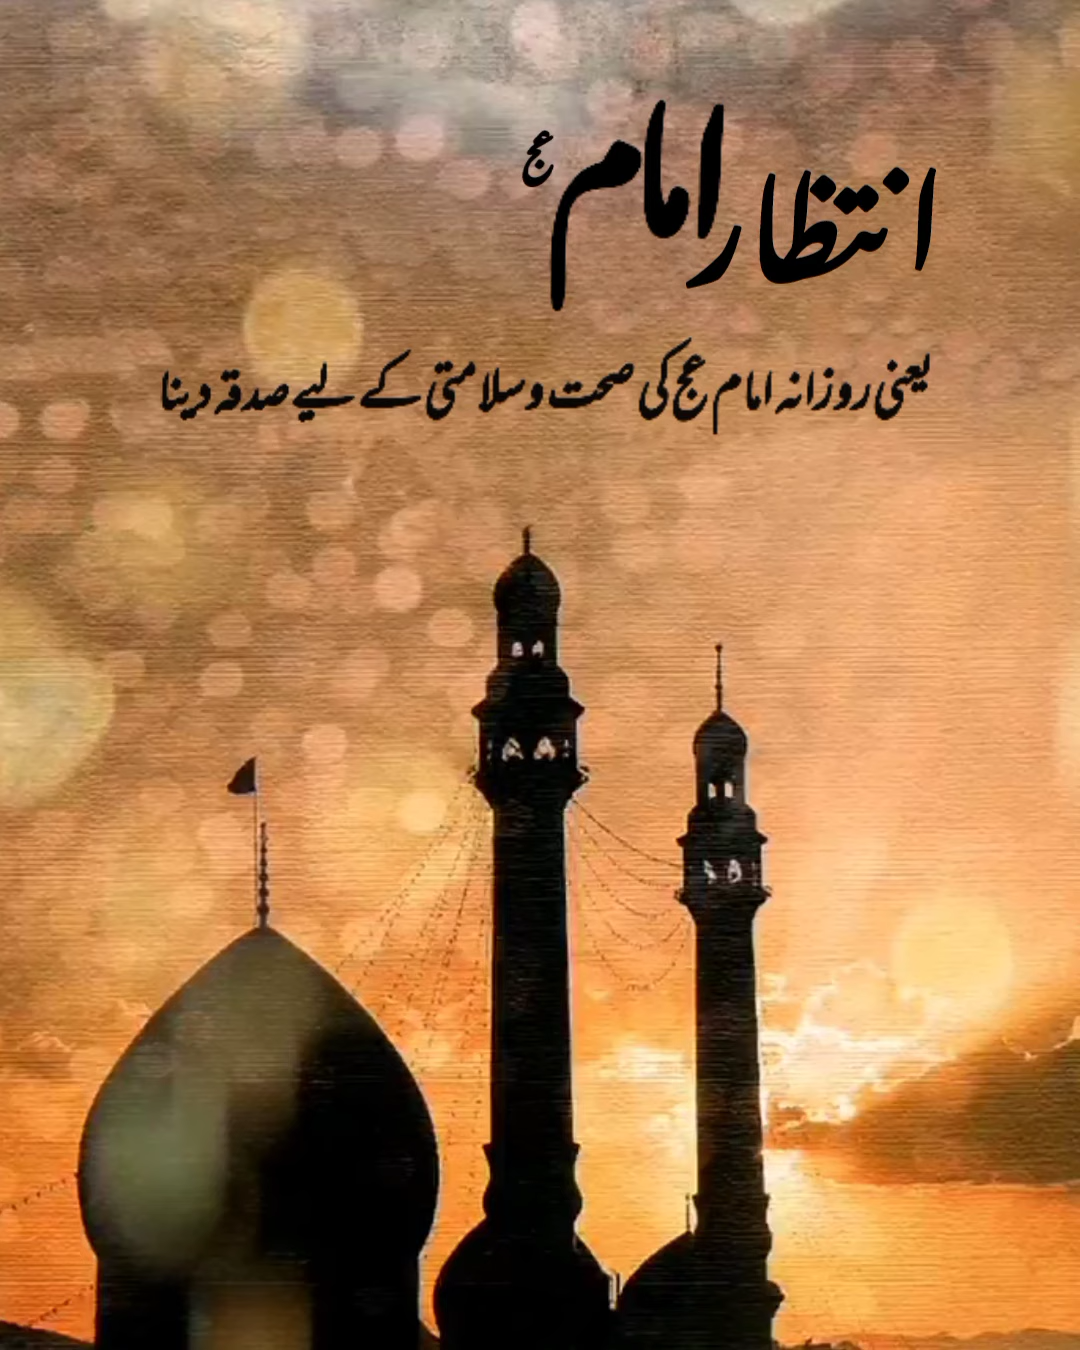 انتظار امام عج
یعنی روزانہ امام عج کی صحت و سلامتی کے لیے صدقہ دینا